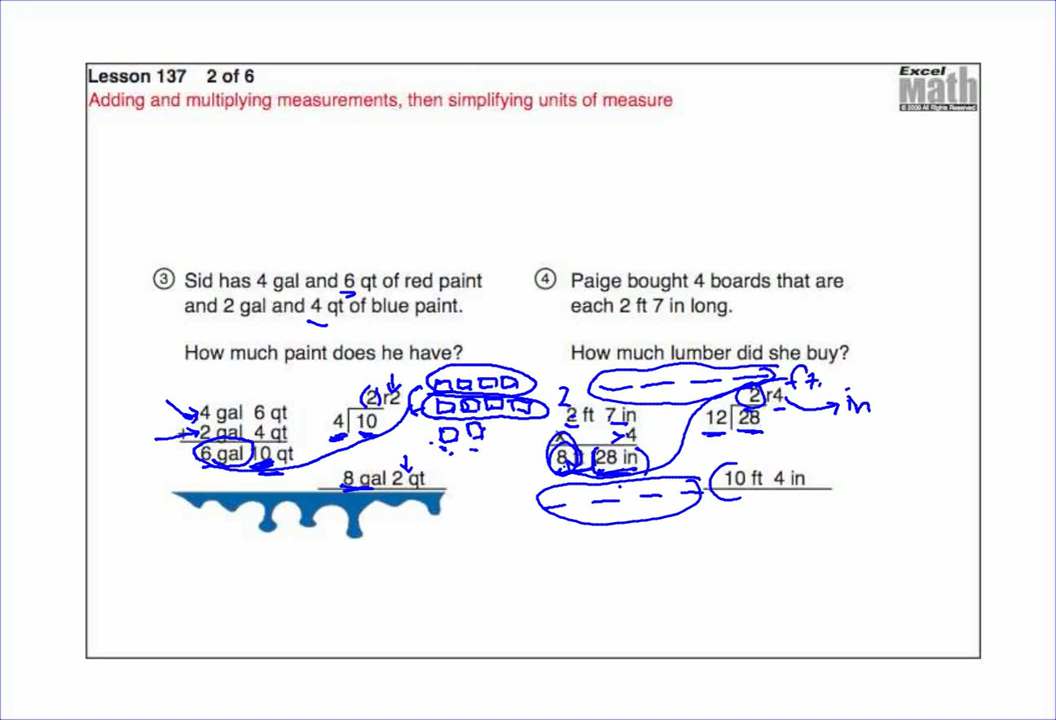 Lesson 137 2 of 6
Excel
Math
Adding and multiplying measurements, then simplifying units of measure
③ Sid has 4 gal and 6 qt of red paint
and 2 gal and 4 qt of blue paint.
How much paint does he have?
4 gal 6 qt
+ 2 gal 4 qt
6 gal 10 qt
2 r2
4 10
8 gal 2 qt
④ Paige bought 4 boards that are
each 2 ft 7 in long.
How much lumber did she buy?
2
2 ft 7 in
x 4
8 28 in
2 r4
12 28
ft.
in
10 ft 4 in